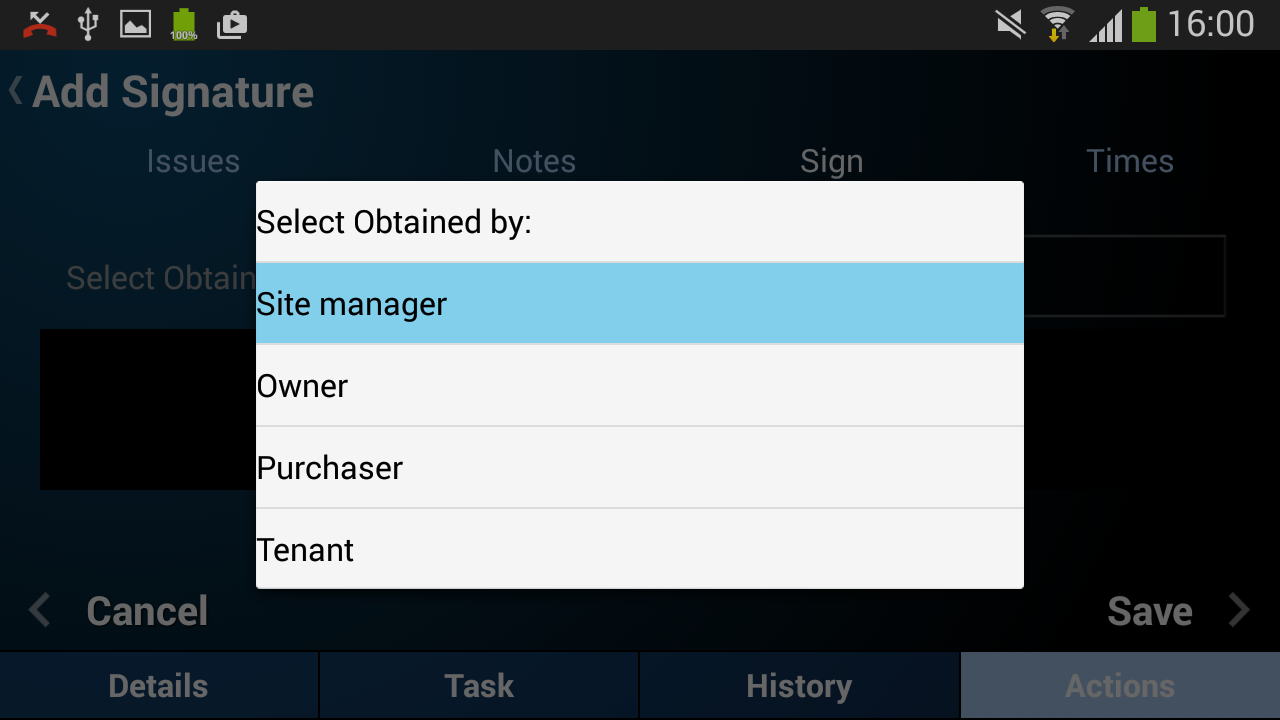 100%
16:00
Add Signature
Issues Notes Sign Times
Select Obtained by:
Select Obtain
Site manager
Owner
Purchaser
Tenant
Cancel Save
Details Task History Actions